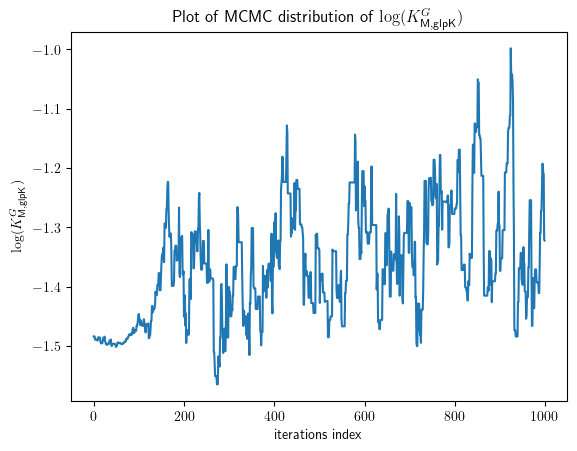 Plot of MCMC distribution of log(K^G_{M,glpK})
−1.0
−1.1
−1.2
−1.3
−1.4
−1.5
log(K^G_{M,glpK})
0 200 400 600 800 1000
iterations index